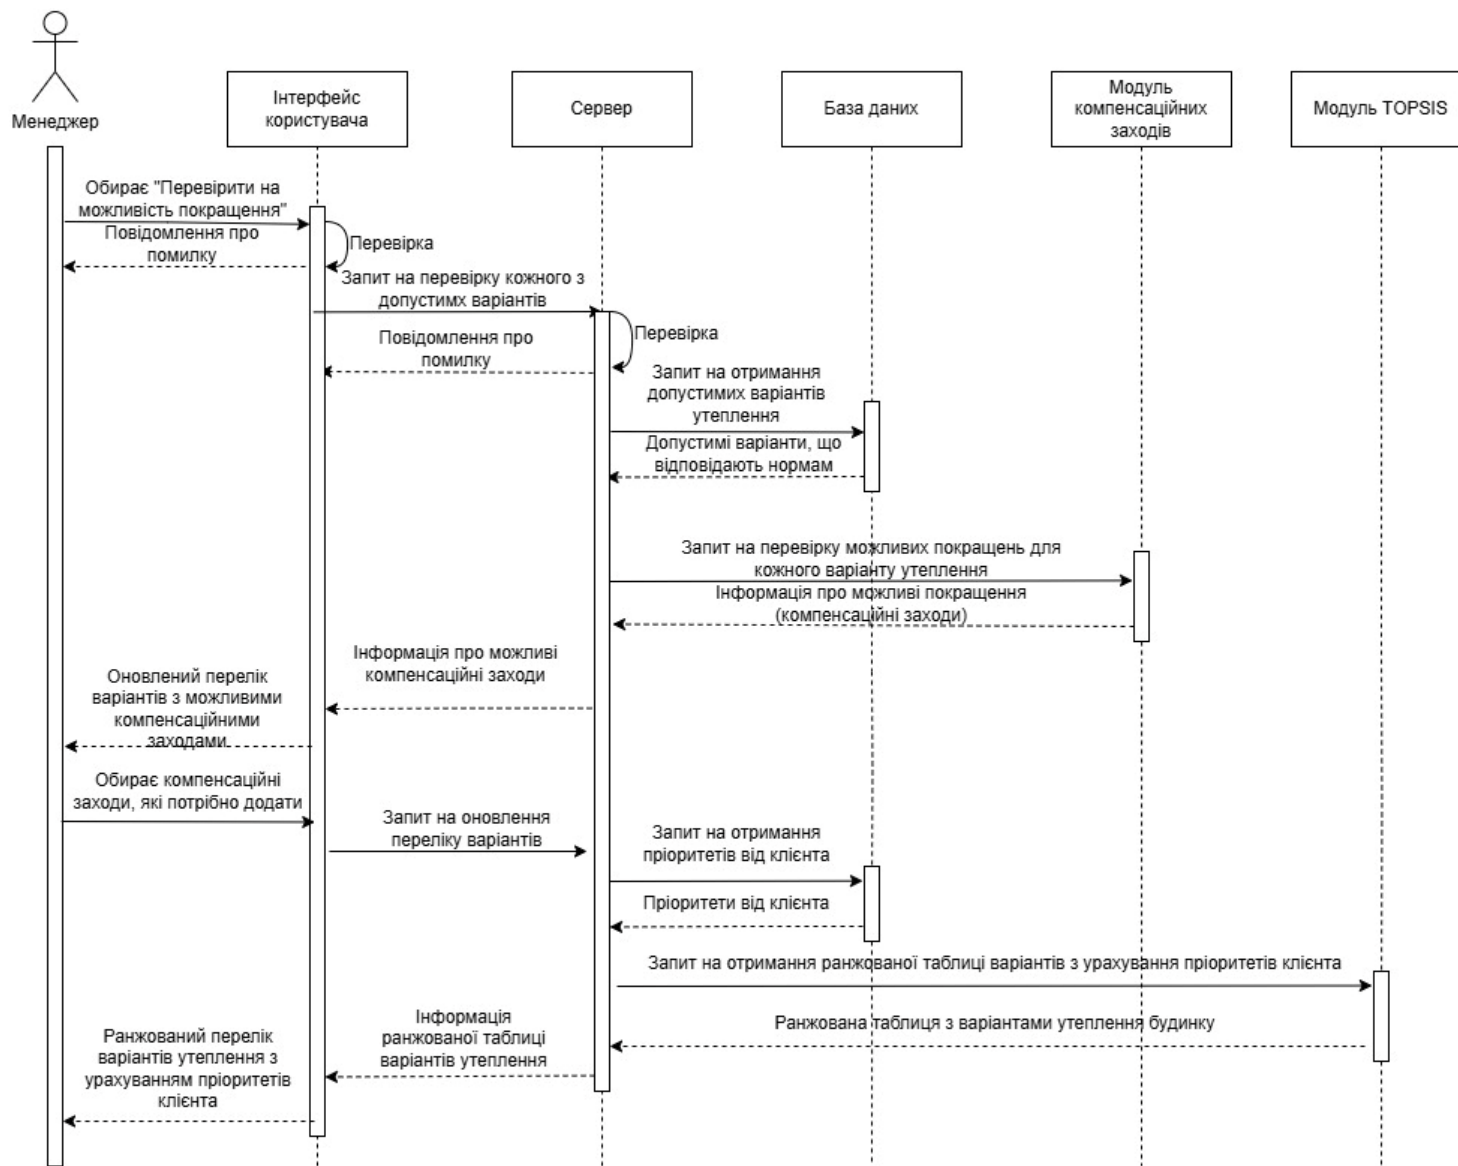 Менеджер
Інтерфейс
користувача
Сервер
База даних
Модуль
компенсаційних
заходів
Модуль TOPSIS
Обирає "Перевірити на
можливість покращення"
Повідомлення про
помилку
Перевірка
Запит на перевірку кожного з
допустимх варіантів
Перевірка
Повідомлення про
помилку
Запит на отримання
допустимих варіантів
утеплення
Допустимі варіанти, що
відповідають нормам
Запит на перевірку можливих покращень для
кожного варіанту утеплення
Інформація про можливі покращення
(компенсаційні заходи)
Інформація про можливі
компенсаційні заходи
Оновлений перелік
варіантів з можливими
компенсаційними
заходами
Обирає компенсаційні
заходи, які потрібно додати
Запит на оновлення
переліку варіантів
Запит на отримання
пріоритетів від клієнта
Пріоритети від клієнта
Запит на отримання ранжованої таблиці варіантів з урахування пріоритетів клієнта
Ранжована таблиця з варіантами утеплення будинку
Інформація
ранжованої таблиці
варіантів утеплення
Ранжований перелік
варіантів утеплення з
урахуванням пріоритетів
клієнта